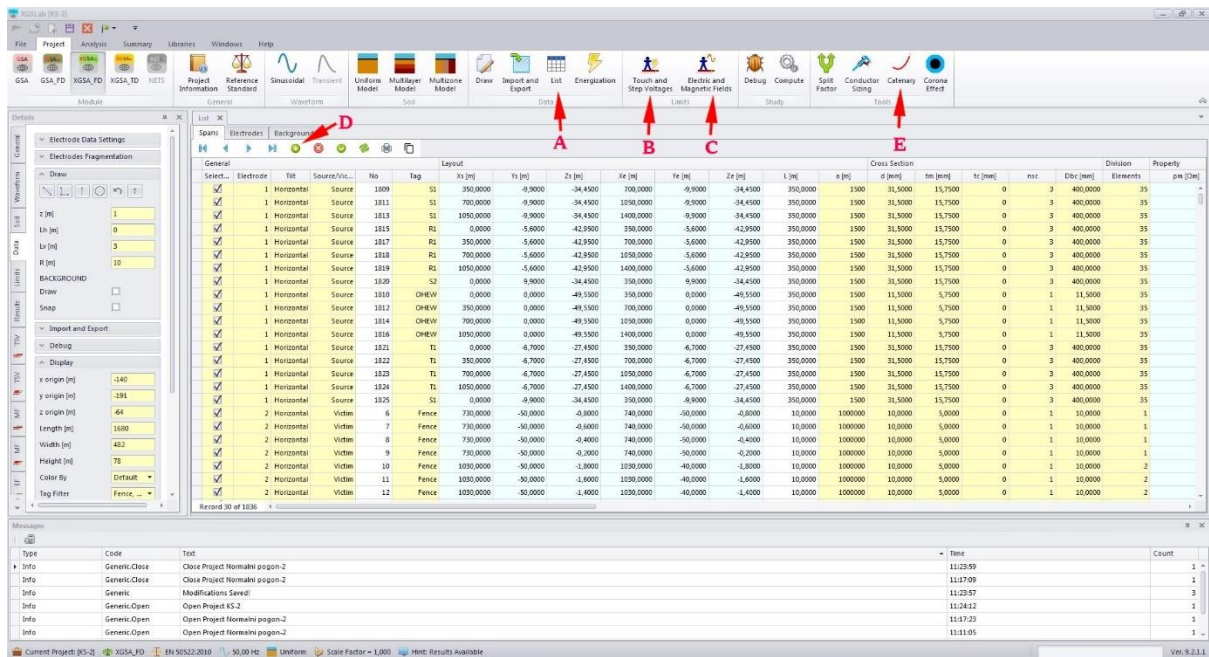 XGSLab [KS-2]
File Project Analysis Summary Libraries Windows Help
GSA GSA_FD XGSA_FD XGSA_TD NETS Project Information Reference Standard Sinusoidal Transient Uniform Model Multilayer Model Multizone Model Draw Import and Export List Energization Touch and Step Voltages Electric and Magnetic Fields Debug Compute Split Factor Conductor Sizing Catenary Corona Effect
Module General Waveform Soil Data Limits Study Tools
A B C D E
Details
General
Waveform
Soil
Data
Limits
Results
Electrode Data Settings
Electrodes Fragmentation
Draw
z [m] 1
Lh [m] 0
Lv [m] 3
R [m] 10
BACKGROUND
Draw
Snap
Import and Export
Debug
Display
x origin [m] -140
y origin [m] -191
z origin [m] -64
Length [m] 1680
Width [m] 482
Height [m] 78
Color By Default
Tag Filter Fence, ...
List
Spans Electrodes Background
General Layout Cross Section Division Property
Select... Electrode Tilt Source/Vic... No Tag Xs [m] Ys [m] Zs [m] Xe [m] Ye [m] Ze [m] L [m] a [m] d [mm] tm [mm] tc [mm] nsc Dbc [mm] Elements pm [Ωm]
1 Horizontal Source 1809 S1 350,0000 -9,9000 -34,4500 700,0000 -9,9000 -34,4500 350,0000 1500 31,5000 15,7500 0 3 400,0000 35
1 Horizontal Source 1811 S1 700,0000 -9,9000 -34,4500 1050,0000 -9,9000 -34,4500 350,0000 1500 31,5000 15,7500 0 3 400,0000 35
1 Horizontal Source 1813 S1 1050,0000 -9,9000 -34,4500 1400,0000 -9,9000 -34,4500 350,0000 1500 31,5000 15,7500 0 3 400,0000 35
1 Horizontal Source 1815 R1 0,0000 -5,6000 -42,9500 350,0000 -5,6000 -42,9500 350,0000 1500 31,5000 15,7500 0 3 400,0000 35
1 Horizontal Source 1817 R1 350,0000 -5,6000 -42,9500 700,0000 -5,6000 -42,9500 350,0000 1500 31,5000 15,7500 0 3 400,0000 35
1 Horizontal Source 1818 R1 700,0000 -5,6000 -42,9500 1050,0000 -5,6000 -42,9500 350,0000 1500 31,5000 15,7500 0 3 400,0000 35
1 Horizontal Source 1819 R1 1050,0000 -5,6000 -42,9500 1400,0000 -5,6000 -42,9500 350,0000 1500 31,5000 15,7500 0 3 400,0000 35
1 Horizontal Source 1820 S2 0,0000 9,9000 -34,4500 350,0000 9,9000 -34,4500 350,0000 1500 31,5000 15,7500 0 3 400,0000 35
1 Horizontal Source 1810 OHEW 0,0000 0,0000 -49,5500 350,0000 0,0000 -49,5500 350,0000 1500 11,5000 5,7500 0 1 11,5000 35
1 Horizontal Source 1812 OHEW 350,0000 0,0000 -49,5500 700,0000 0,0000 -49,5500 350,0000 1500 11,5000 5,7500 0 1 11,5000 35
1 Horizontal Source 1814 OHEW 700,0000 0,0000 -49,5500 1050,0000 0,0000 -49,5500 350,0000 1500 11,5000 5,7500 0 1 11,5000 35
1 Horizontal Source 1816 OHEW 1050,0000 0,0000 -49,5500 1400,0000 0,0000 -49,5500 350,0000 1500 11,5000 5,7500 0 1 11,5000 35
1 Horizontal Source 1821 T1 0,0000 -6,7000 -27,4500 350,0000 -6,7000 -27,4500 350,0000 1500 31,5000 15,7500 0 3 400,0000 35
1 Horizontal Source 1822 T1 350,0000 -6,7000 -27,4500 700,0000 -6,7000 -27,4500 350,0000 1500 31,5000 15,7500 0 3 400,0000 35
1 Horizontal Source 1823 T1 700,0000 -6,7000 -27,4500 1050,0000 -6,7000 -27,4500 350,0000 1500 31,5000 15,7500 0 3 400,0000 35
1 Horizontal Source 1824 T1 1050,0000 -6,7000 -27,4500 1400,0000 -6,7000 -27,4500 350,0000 1500 31,5000 15,7500 0 3 400,0000 35
1 Horizontal Source 1825 S1 0,0000 -9,9000 -34,4500 350,0000 -9,9000 -34,4500 350,0000 1500 31,5000 15,7500 0 3 400,0000 35
2 Horizontal Victim 6 Fence 730,0000 -50,0000 -0,8000 740,0000 -50,0000 -0,8000 10,0000 1000000 10,0000 5,0000 0 1 10,0000 1
2 Horizontal Victim 7 Fence 730,0000 -50,0000 -0,6000 740,0000 -50,0000 -0,6000 10,0000 1000000 10,0000 5,0000 0 1 10,0000 1
2 Horizontal Victim 8 Fence 730,0000 -50,0000 -0,4000 740,0000 -50,0000 -0,4000 10,0000 1000000 10,0000 5,0000 0 1 10,0000 1
2 Horizontal Victim 9 Fence 730,0000 -50,0000 -0,2000 740,0000 -50,0000 -0,2000 10,0000 1000000 10,0000 5,0000 0 1 10,0000 1
2 Horizontal Victim 10 Fence 1030,0000 -50,0000 -1,8000 1030,0000 -40,0000 -1,8000 10,0000 1000000 10,0000 5,0000 0 1 10,0000 2
2 Horizontal Victim 11 Fence 1030,0000 -50,0000 -1,6000 1030,0000 -40,0000 -1,6000 10,0000 1000000 10,0000 5,0000 0 1 10,0000 2
2 Horizontal Victim 12 Fence 1030,0000 -50,0000 -1,4000 1030,0000 -40,0000 -1,4000 10,0000 1000000 10,0000 5,0000 0 1 10,0000 2
Record 30 of 1836
Messages
Type Code Text Time Count
Info Generic.Close Close Project Normalni pogon-2 11:23:59 1
Info Generic.Close Close Project Normalni pogon-2 11:17:09 1
Info Generic Modifications Saved! 11:23:57 3
Info Generic.Open Open Project KS-2 11:24:12 1
Info Generic.Open Open Project Normalni pogon-2 11:17:23 1
Info Generic.Open Open Project Normalni pogon-2 11:11:05 1
Current Project: [KS-2] XGSA_FD EN 50522:2010 50,00 Hz Uniform Scale Factor = 1,000 Hint: Results Available Ver. 9.2.1.1